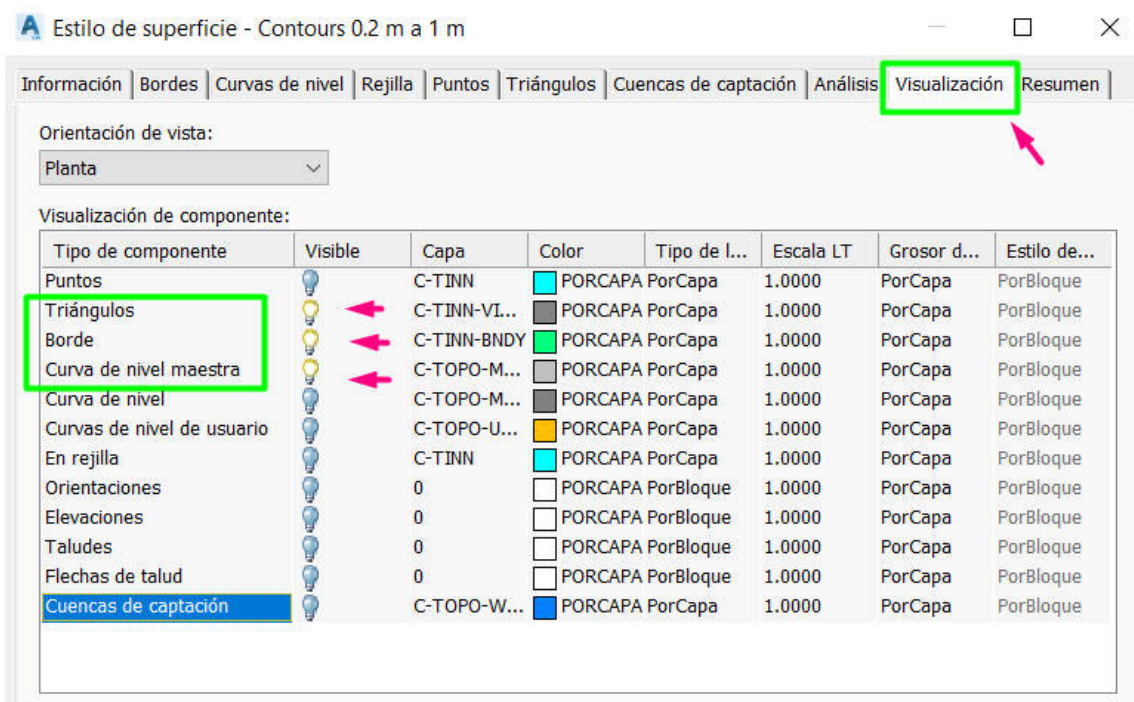 Estilo de superficie - Contours 0.2 m a 1 m
Información Bordes Curvas de nivel Rejilla Puntos Triángulos Cuencas de captación Análisis Visualización Resumen
Orientación de vista:
Planta
Visualización de componente:
Tipo de componente Visible Capa Color Tipo de l... Escala LT Grosor d... Estilo de...
Puntos C-TINN PORCAPA PorCapa 1.0000 PorCapa PorBloque
Triángulos C-TINN-VI... PORCAPA PorCapa 1.0000 PorCapa PorBloque
Borde C-TINN-BNDY PORCAPA PorCapa 1.0000 PorCapa PorBloque
Curva de nivel maestra C-TOPO-M... PORCAPA PorCapa 1.0000 PorCapa PorBloque
Curva de nivel C-TOPO-M... PORCAPA PorCapa 1.0000 PorCapa PorBloque
Curvas de nivel de usuario C-TOPO-U... PORCAPA PorCapa 1.0000 PorCapa PorBloque
En rejilla C-TINN PORCAPA PorCapa 1.0000 PorCapa PorBloque
Orientaciones 0 PORCAPA PorBloque 1.0000 PorCapa PorBloque
Elevaciones 0 PORCAPA PorBloque 1.0000 PorCapa PorBloque
Taludes 0 PORCAPA PorBloque 1.0000 PorCapa PorBloque
Flechas de talud 0 PORCAPA PorBloque 1.0000 PorCapa PorBloque
Cuencas de captación C-TOPO-W... PORCAPA PorCapa 1.0000 PorCapa PorBloque